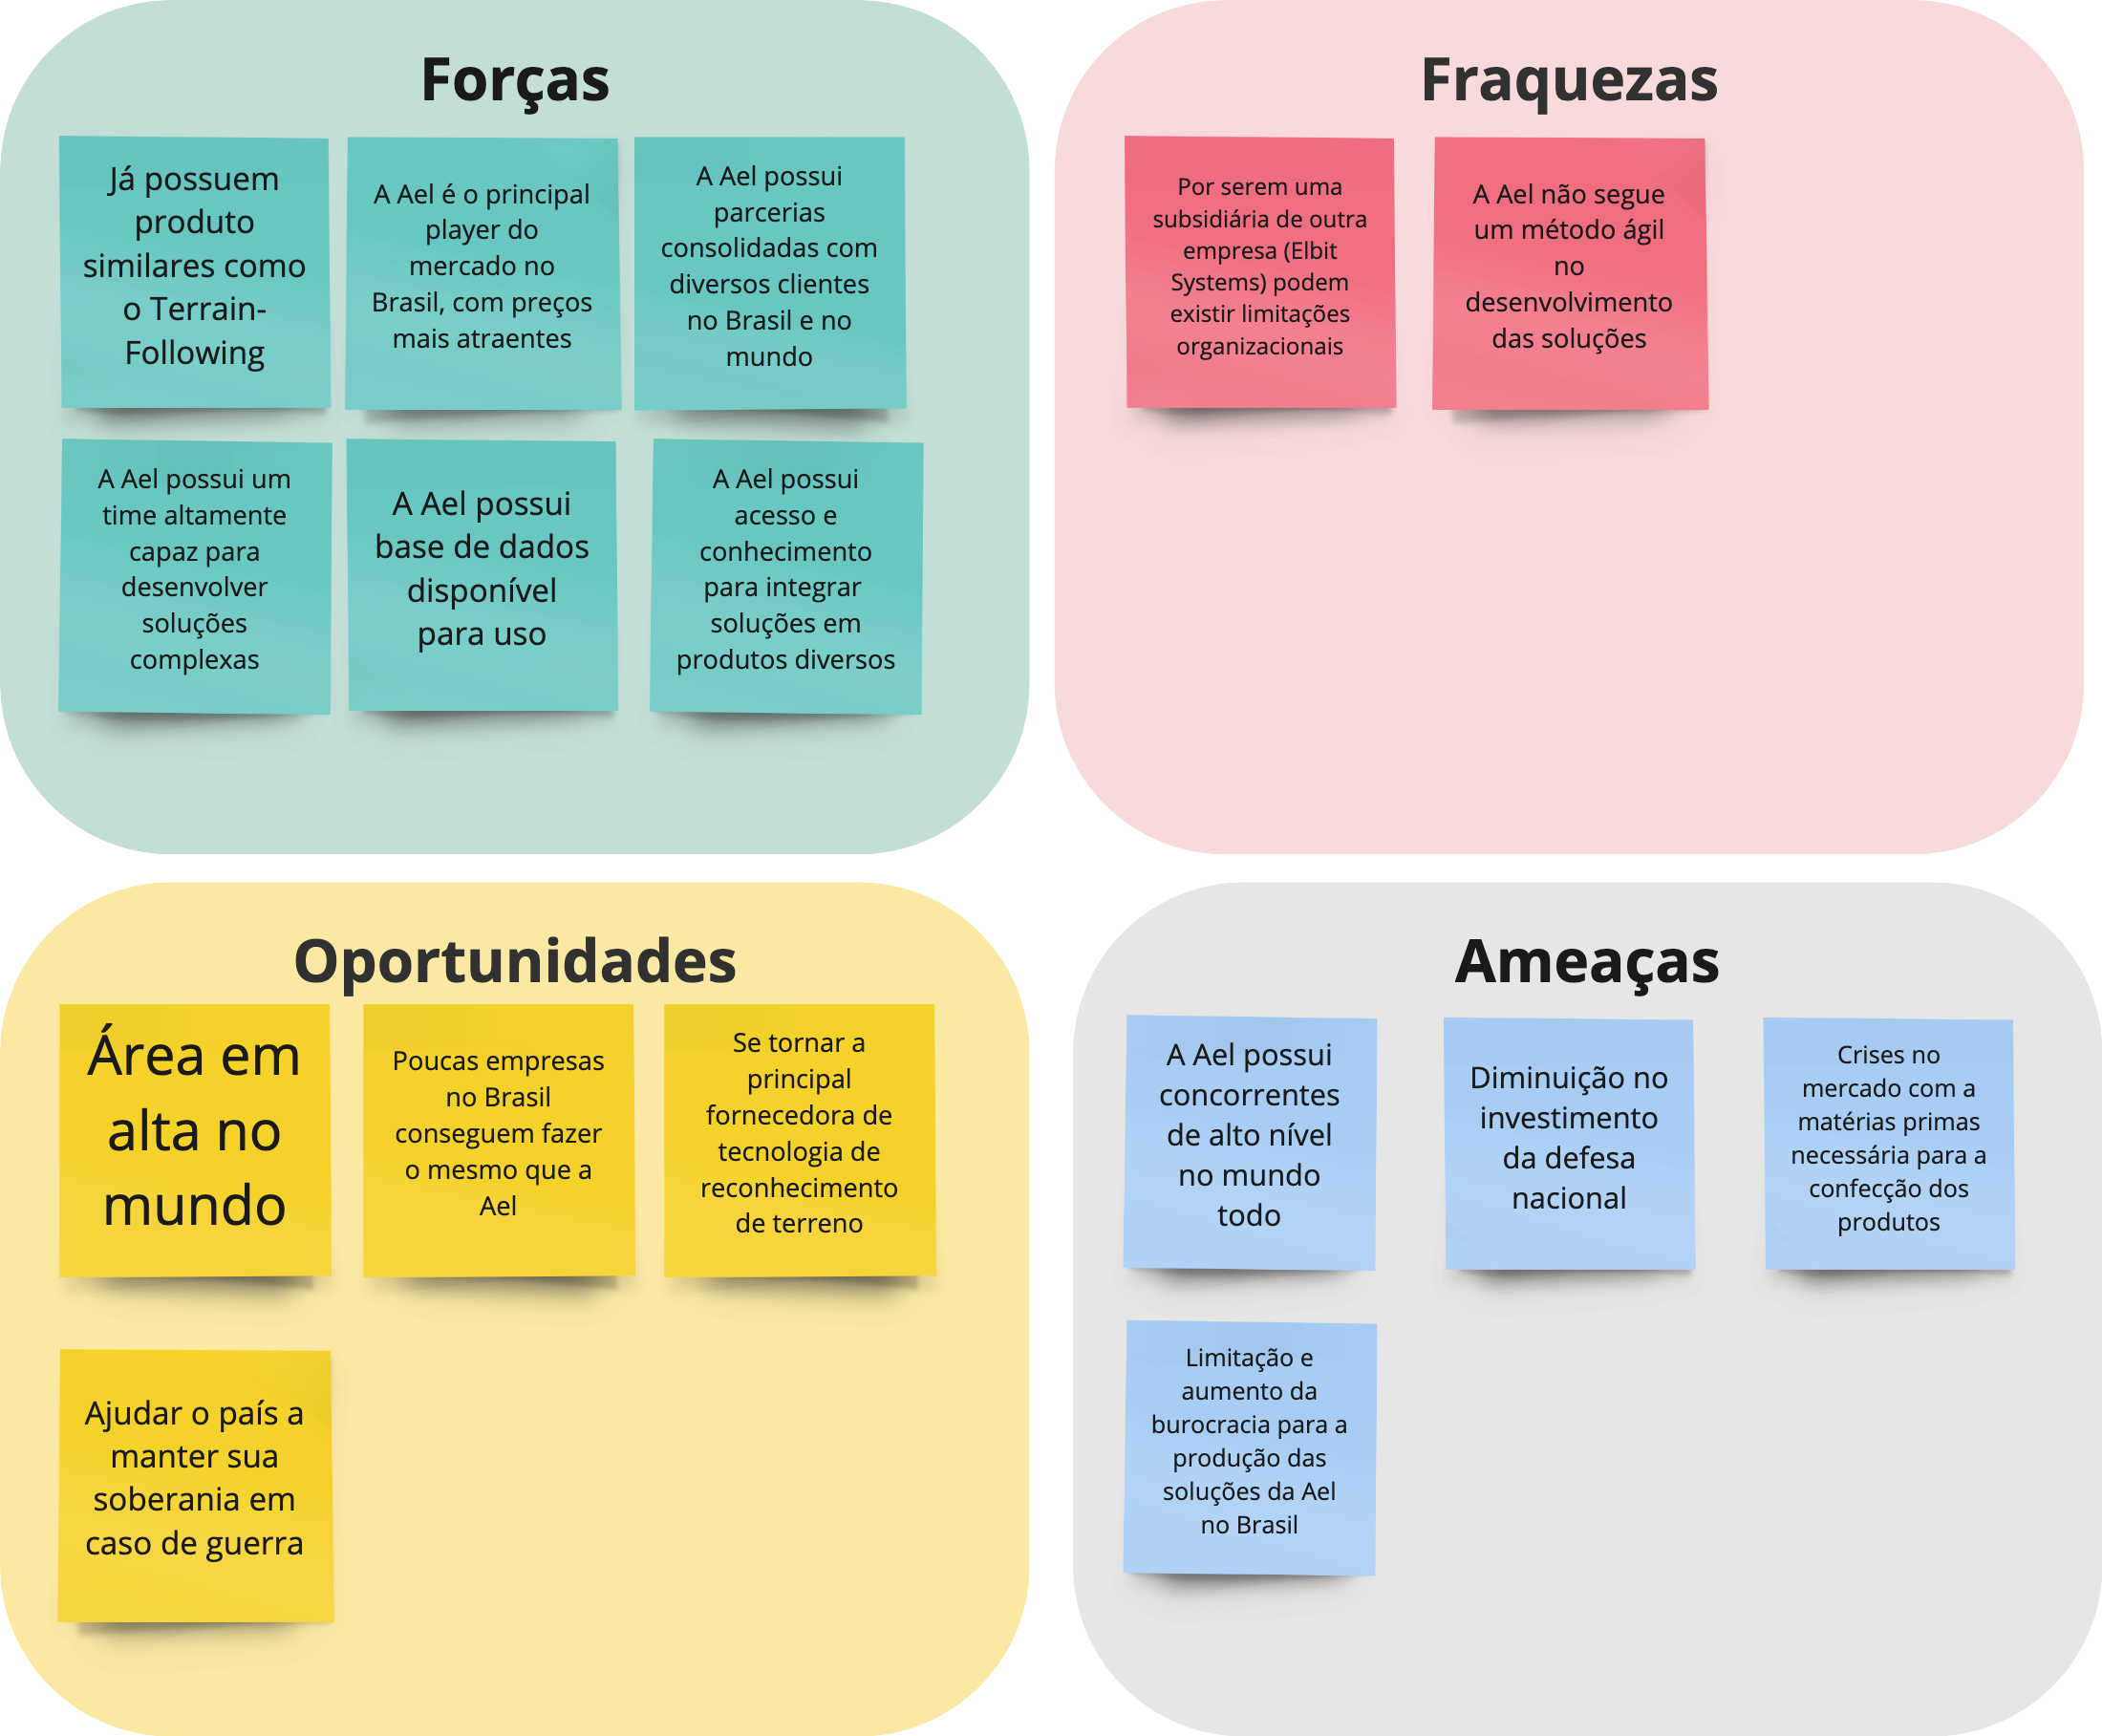 Forças
Já possuem
produto
similares como
o Terrain-
Following
A Ael é o principal
player do
mercado no
Brasil, com preços
mais atraentes
A Ael possui
parcerias
consolidadas com
diversos clientes
no Brasil e no
mundo
A Ael possui um
time altamente
capaz para
desenvolver
soluções
complexas
A Ael possui
base de dados
disponível
para uso
A Ael possui
acesso e
conhecimento
para integrar
soluções em
produtos diversos
Fraquezas
Por serem uma
subsidiária de outra
empresa (Elbit
Systems) podem
existir limitações
organizacionais
A Ael não segue
um método ágil
no
desenvolvimento
das soluções
Oportunidades
Área em
alta no
mundo
Poucas empresas
no Brasil
conseguem fazer
o mesmo que a
Ael
Se tornar a
principal
fornecedora de
tecnologia de
reconhecimento
de terreno
Ajudar o país a
manter sua
soberania em
caso de guerra
Ameaças
A Ael possui
concorrentes
de alto nível
no mundo
todo
Diminuição no
investimento
da defesa
nacional
Crises no
mercado com a
matérias primas
necessária para a
confecção dos
produtos
Limitação e
aumento da
burocracia para a
produção das
soluções da Ael
no Brasil